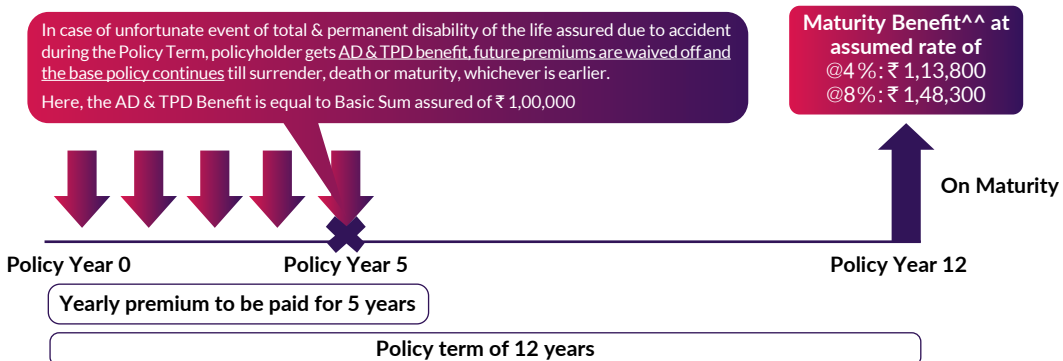 In case of unfortunate event of total & permanent disability of the life assured due to accident
during the Policy Term, policyholder gets AD & TPD benefit, future premiums are waived off and
the base policy continues till surrender, death or maturity, whichever is earlier.
Here, the AD & TPD Benefit is equal to Basic Sum assured of ₹ 1,00,000
Maturity Benefit^^ at
assumed rate of
@4%: ₹ 1,13,800
@8%: ₹ 1,48,300
On Maturity
Policy Year 0
Policy Year 5
Policy Year 12
Yearly premium to be paid for 5 years
Policy term of 12 years